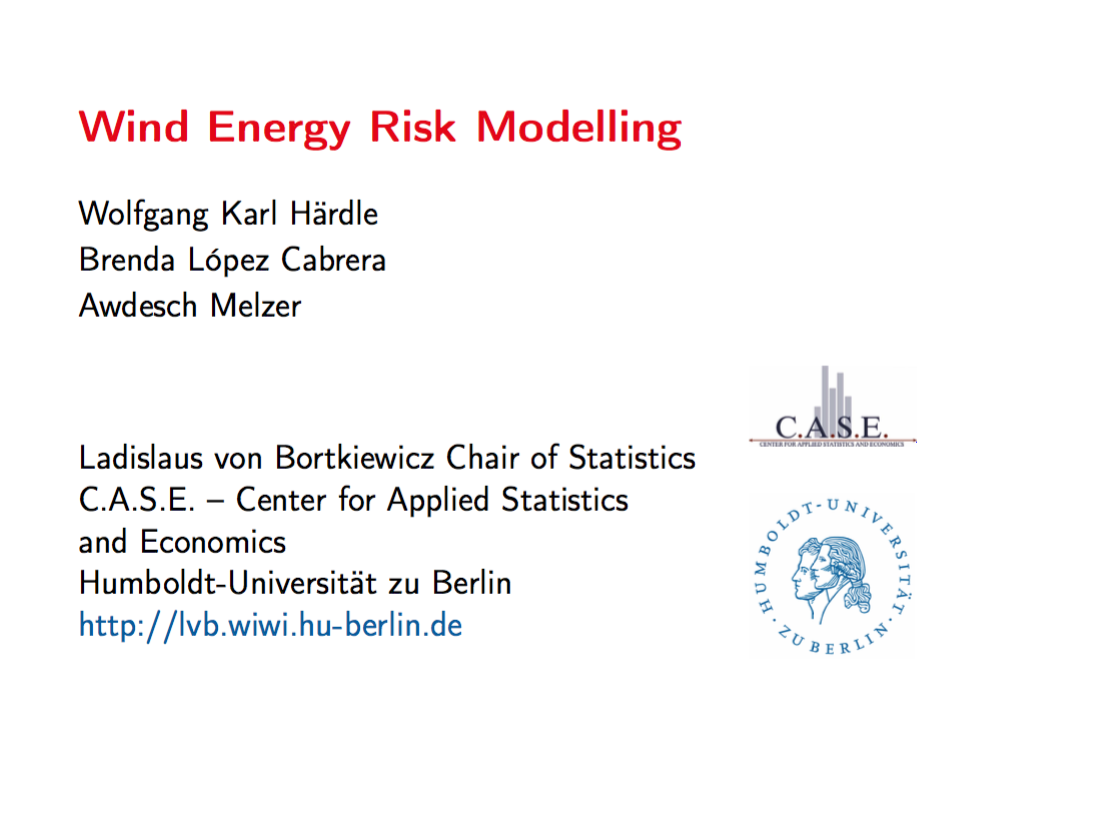 Wind Energy Risk Modelling
Wolfgang Karl Härdle
Brenda López Cabrera
Awdesch Melzer
C.A.S.E.
CENTER FOR APPLIED STATISTICS AND ECONOMICS
Ladislaus von Bortkiewicz Chair of Statistics
C.A.S.E. – Center for Applied Statistics
and Economics
Humboldt-Universität zu Berlin
http://lvb.wiwi.hu-berlin.de
HUMBOLDT-UNIVERSITÄT · ZU BERLIN ·